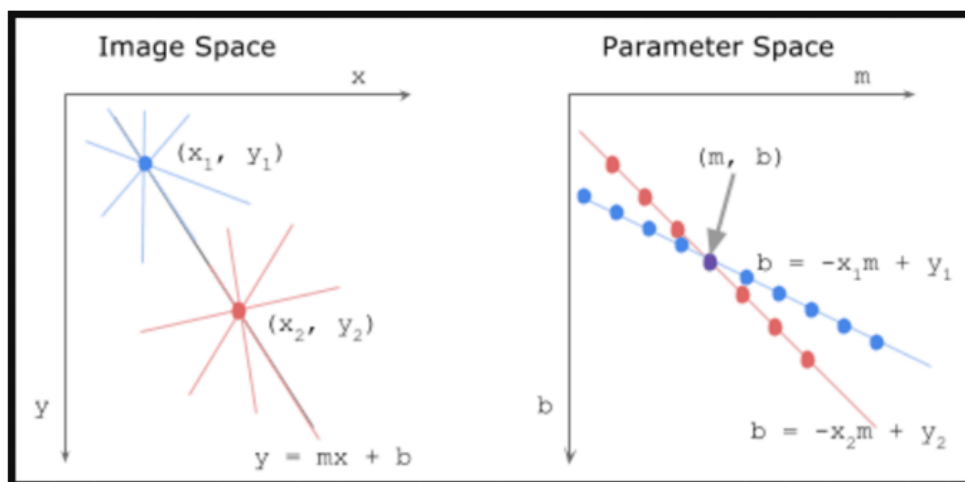 Image Space
x
(x₁, y₁)
(x₂, y₂)
y
y = mx + b
Parameter Space
m
(m, b)
b = -x₁m + y₁
b
b = -x₂m + y₂